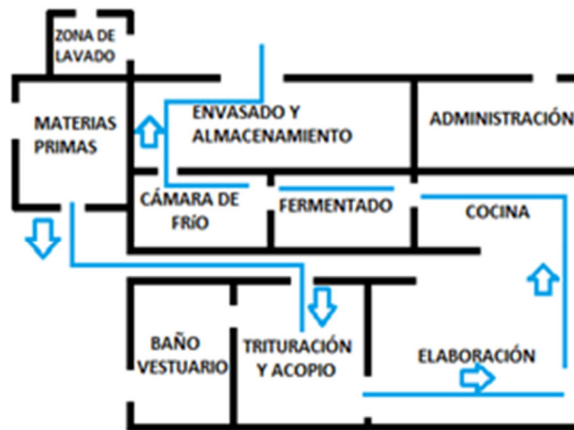 ZONA DE
LAVADO
MATERIAS
PRIMAS
ENVASADO Y
ALMACENAMIENTO
ADMINISTRACIÓN
CÁMARA DE
FRíO
FERMENTADO
COCINA
BAÑO
VESTUARIO
TRITURACIÓN
Y ACOPIO
ELABORACIÓN